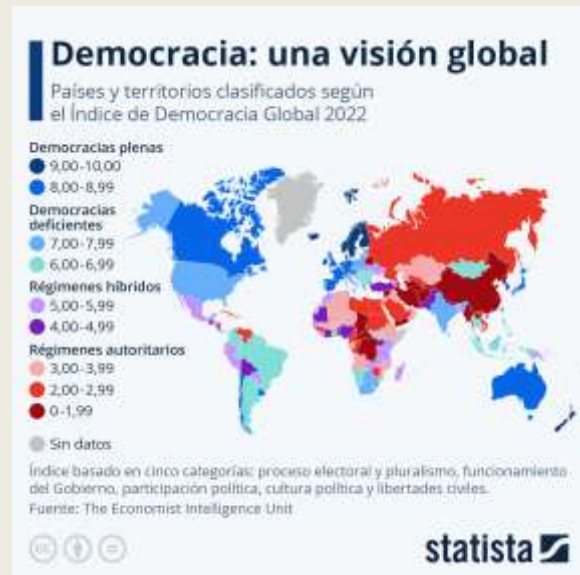 Democracia: una visión global
Países y territorios clasificados según
el Índice de Democracia Global 2022
Democracias plenas
9,00-10,00
8,00-8,99
Democracias
deficientes
7,00-7,99
6,00-6,99
Régimenes híbridos
5,00-5,99
4,00-4,99
Régimenes autoritarios
3,00-3,99
2,00-2,99
0-1,99
Sin datos
Índice basado en cinco categorías: proceso electoral y pluralismo, funcionamiento
del Gobierno, participación política, cultura política y libertades civiles.
Fuente: The Economist Intelligence Unit
statista